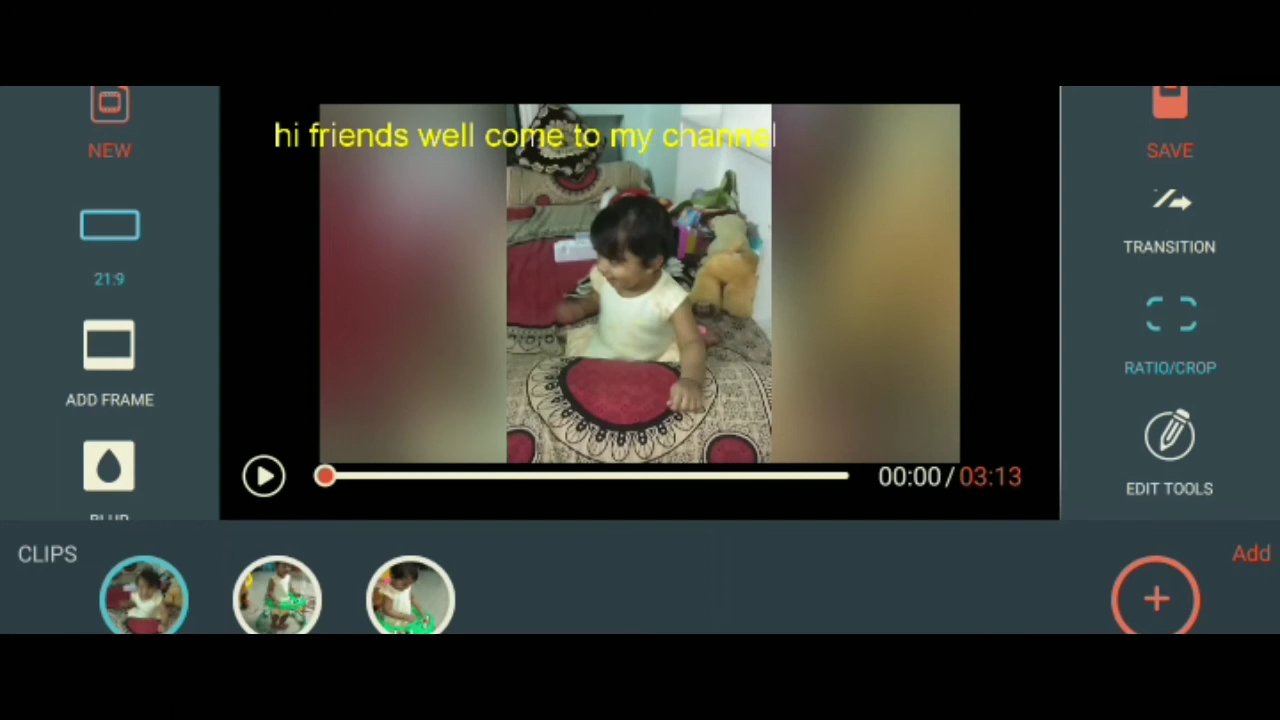 hi friends well come to my channel
NEW
SAVE
TRANSITION
21:9
RATIO/CROP
ADD FRAME
00:00/03:13
EDIT TOOLS
BLUR
CLIPS
Add